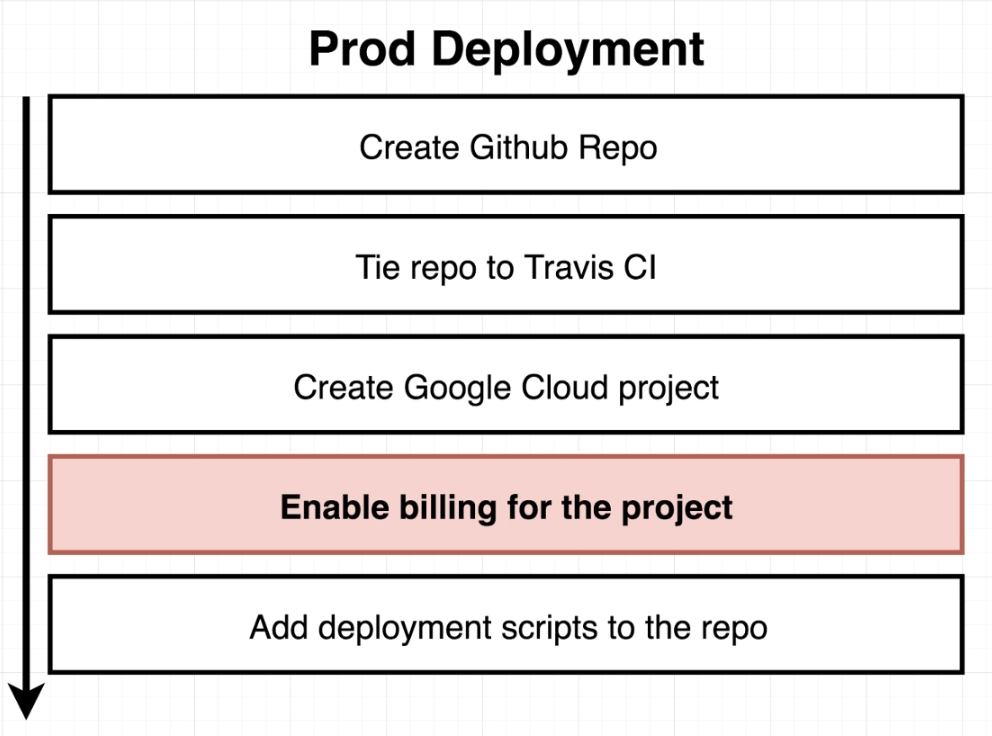 Prod Deployment
Create Github Repo
Tie repo to Travis CI
Create Google Cloud project
Enable billing for the project
Add deployment scripts to the repo